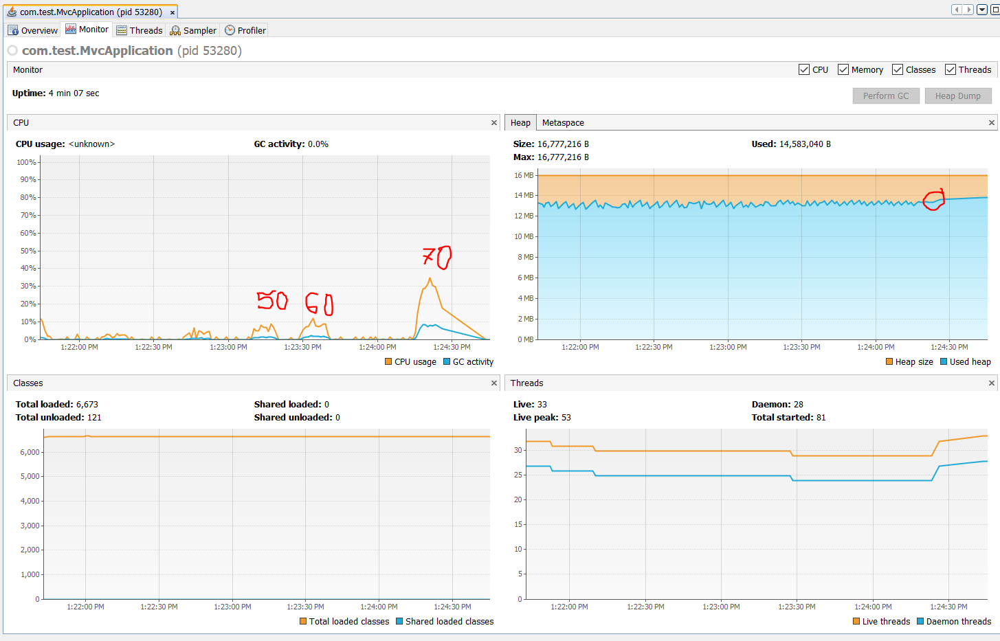 com.test.MvcApplication (pid 53280)
Overview Monitor Threads Sampler Profiler
com.test.MvcApplication (pid 53280)
Monitor
CPU Memory Classes Threads
Uptime: 4 min 07 sec
Perform GC Heap Dump
CPU
CPU usage: <unknown> GC activity: 0.0%
100%
90%
80%
70%
60%
50%
40%
30%
20%
10%
0%
70
50 60
1:22:00 PM 1:22:30 PM 1:23:00 PM 1:23:30 PM 1:24:00 PM 1:24:30 PM
CPU usage GC activity
Heap Metaspace
Size: 16,777,216 B Used: 14,583,040 B
Max: 16,777,216 B
16 MB
14 MB
12 MB
10 MB
8 MB
6 MB
4 MB
2 MB
0 MB
1:22:00 PM 1:22:30 PM 1:23:00 PM 1:23:30 PM 1:24:00 PM 1:24:30 PM
Heap size Used heap
Classes
Total loaded: 6,673 Shared loaded: 0
Total unloaded: 121 Shared unloaded: 0
6,000
5,000
4,000
3,000
2,000
1,000
0
1:22:00 PM 1:22:30 PM 1:23:00 PM 1:23:30 PM 1:24:00 PM 1:24:30 PM
Total loaded classes Shared loaded classes
Threads
Live: 33 Daemon: 28
Live peak: 53 Total started: 81
30
25
20
15
10
5
0
1:22:00 PM 1:22:30 PM 1:23:00 PM 1:23:30 PM 1:24:00 PM 1:24:30 PM
Live threads Daemon threads